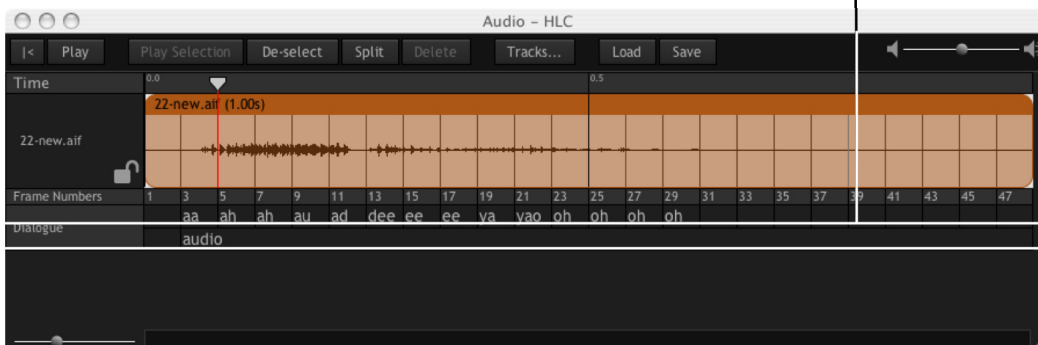 Audio – HLC
|< Play Play Selection De-select Split Delete Tracks... Load Save
Time 0.0 0.5
22-new.aif (1.00s)
22-new.aif
Frame Numbers 1 3 5 7 9 11 13 15 17 19 21 23 25 27 29 31 33 35 37 39 41 43 45 47
aa ah ah au ad dee ee ee ya yao oh oh oh oh
Dialogue
audio